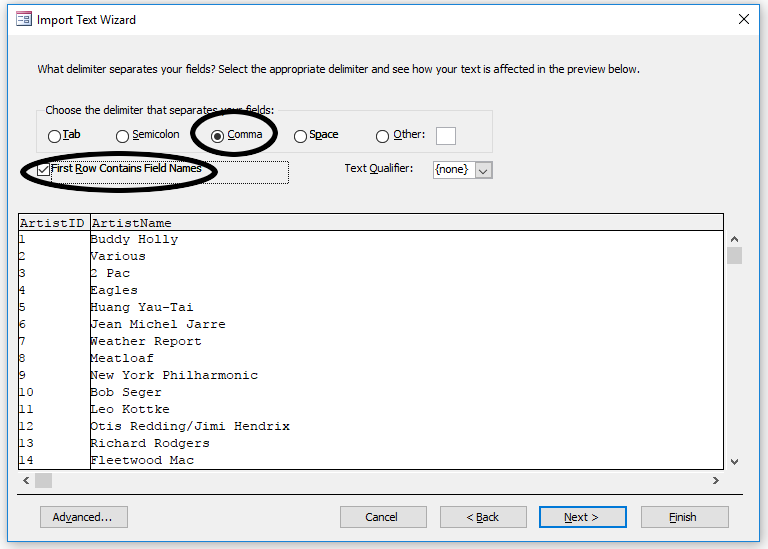 Import Text Wizard
What delimiter separates your fields? Select the appropriate delimiter and see how your text is affected in the preview below.
Choose the delimiter that separates your fields:
Tab Semicolon Comma Space Other:
First Row Contains Field Names Text Qualifier: {none}
ArtistID ArtistName
1 Buddy Holly
2 Various
3 2 Pac
4 Eagles
5 Huang Yau-Tai
6 Jean Michel Jarre
7 Weather Report
8 Meatloaf
9 New York Philharmonic
10 Bob Seger
11 Leo Kottke
12 Otis Redding/Jimi Hendrix
13 Richard Rodgers
14 Fleetwood Mac
Advanced... Cancel < Back Next > Finish